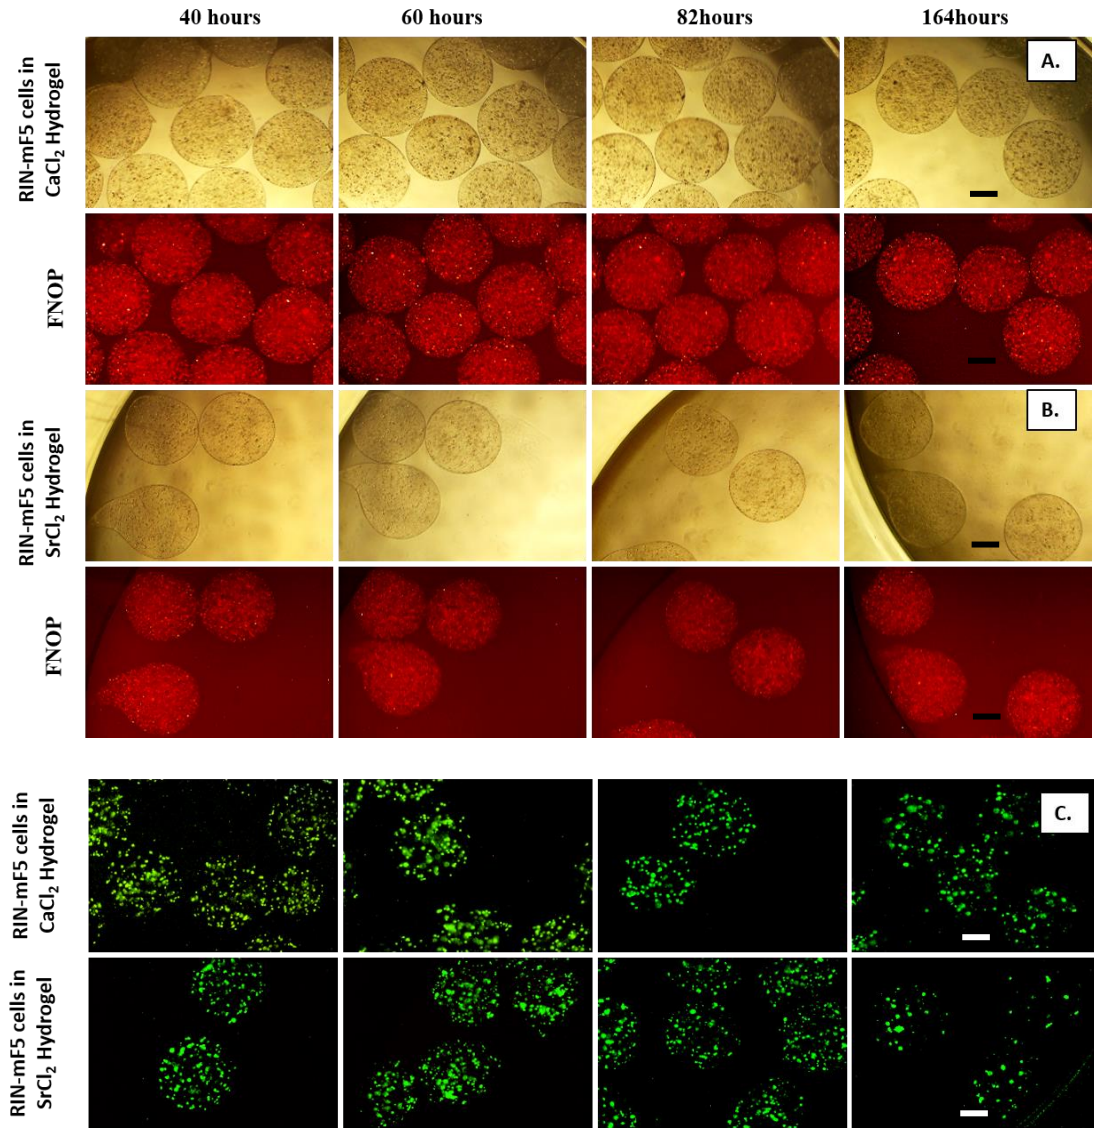 40 hours
60 hours
82hours
164hours
RIN-mF5 cells in
CaCl₂ Hydrogel
A.
FNOP
RIN-mF5 cells in
SrCl₂ Hydrogel
B.
FNOP
RIN-mF5 cells in
CaCl₂ Hydrogel
C.
RIN-mF5 cells in
SrCl₂ Hydrogel